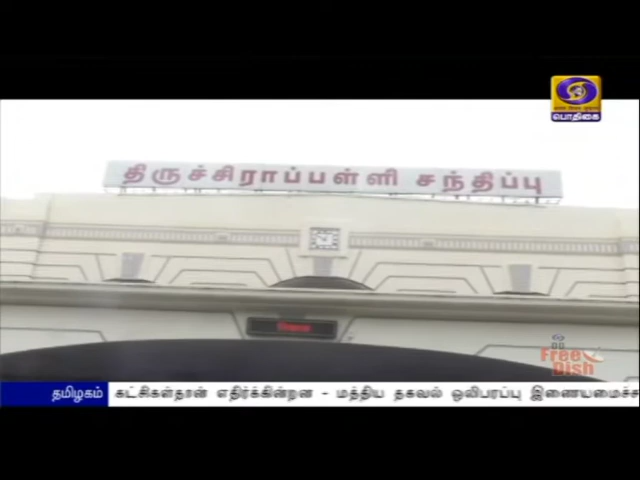 பொதிகை
திருச்சிராப்பள்ளி சந்திப்பு
Free
Dish
தமிழகம் கட்சிகள்தான் எதிர்க்கின்றன - மத்திய தகவல் ஒலிபரப்பு இணையமைச்ச